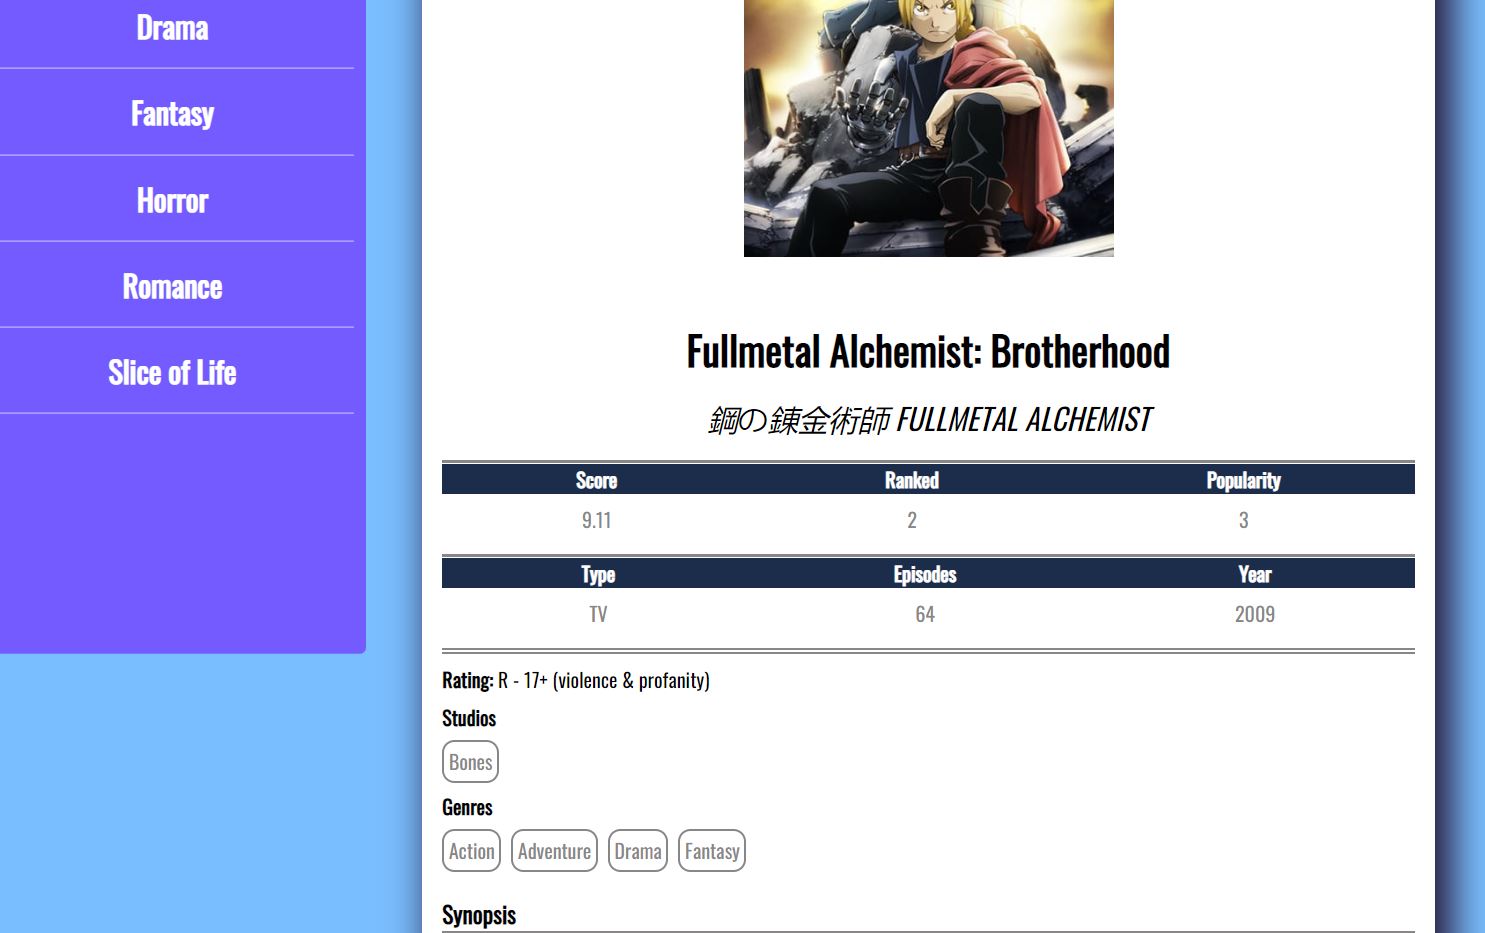 Drama
Fantasy
Horror
Romance
Slice of Life
Fullmetal Alchemist: Brotherhood
鋼の錬金術師 FULLMETAL ALCHEMIST
Score Ranked Popularity
9.11 2 3
Type Episodes Year
TV 64 2009
Rating: R - 17+ (violence & profanity)
Studios
Bones
Genres
Action Adventure Drama Fantasy
Synopsis